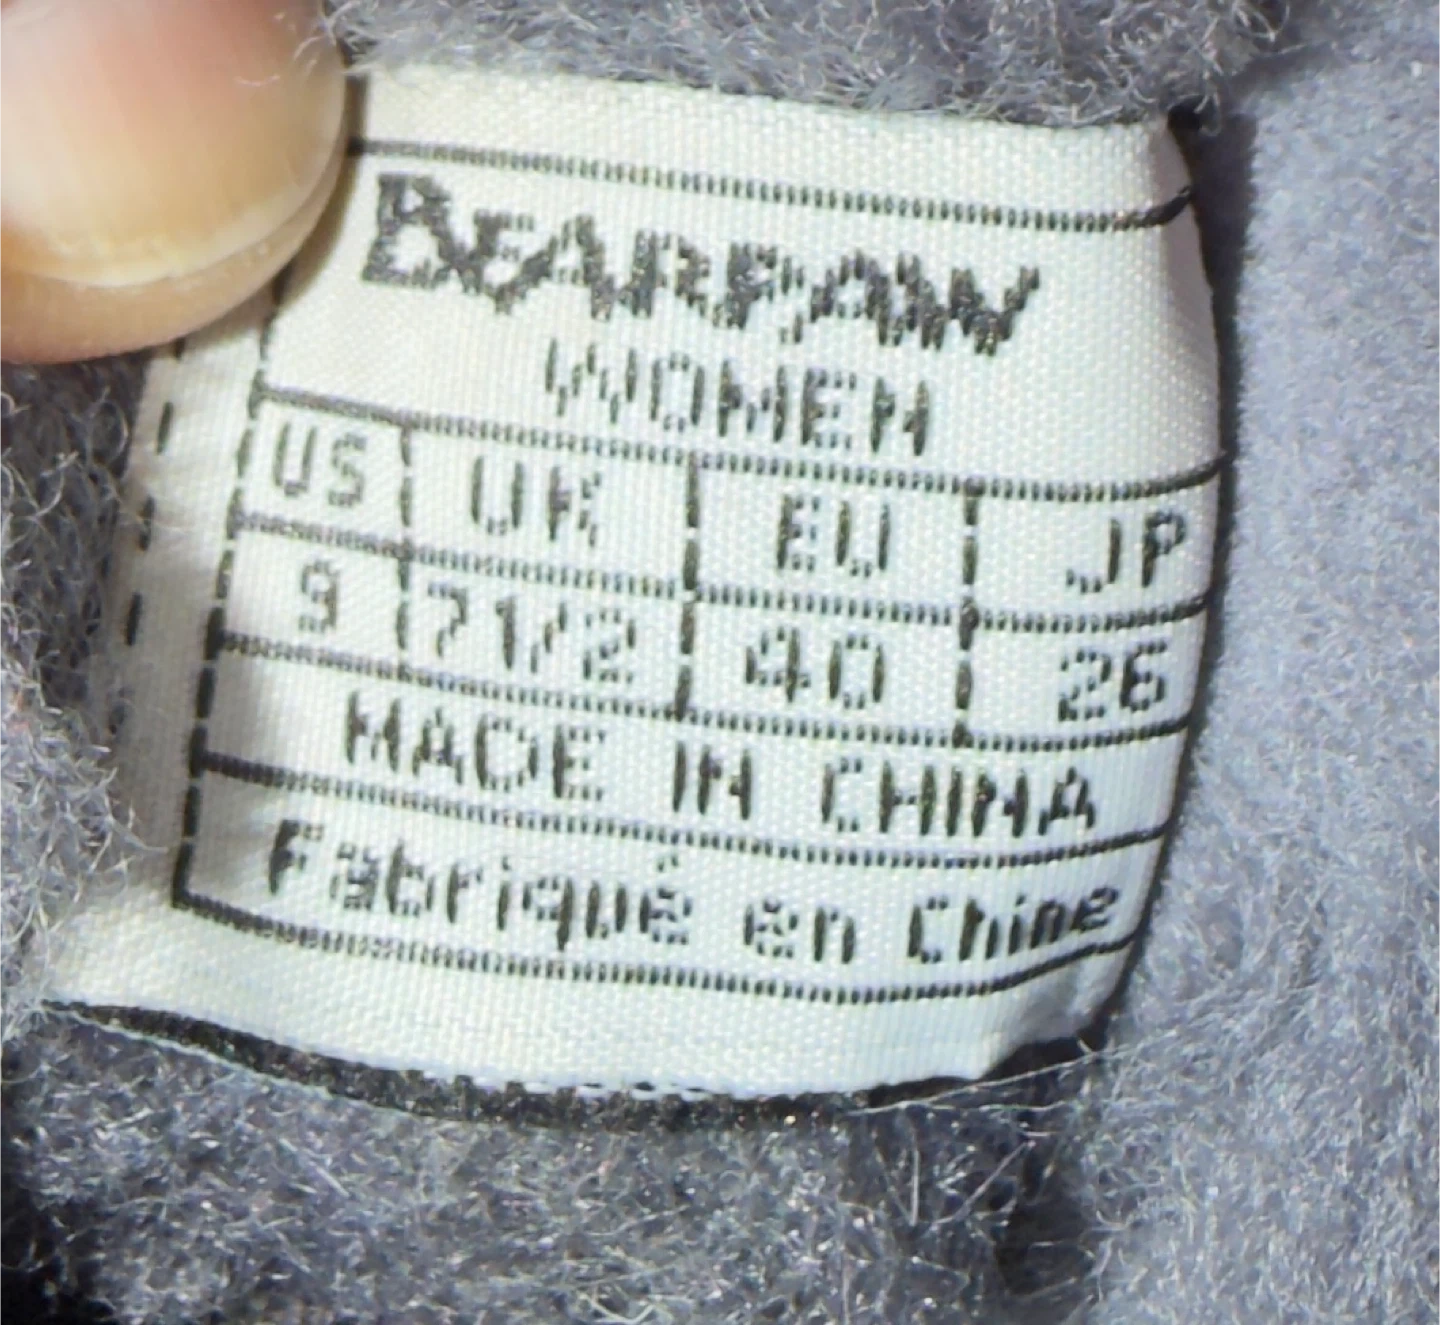 BEARPAW
WOMEN
US UK EU JP
9 7 1/2 40 26
MADE IN CHINA
Fabriqué en Chine